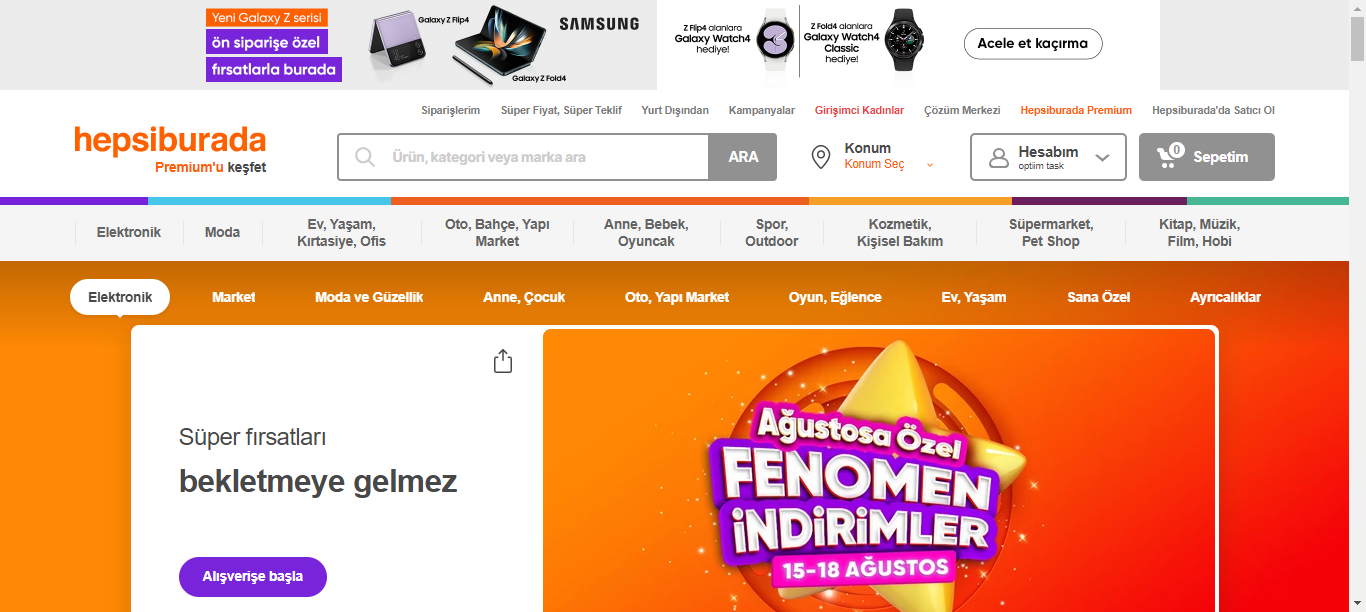 Yeni Galaxy Z serisi
ön siparişe özel
fırsatlarla burada
Galaxy Z Flip4
Galaxy Z Fold4
SAMSUNG
Z Flip4 alanlara
Galaxy Watch4
hediye!
Z Fold4 alanlara
Galaxy Watch4
Classic
hediye!
Acele et kaçırma
Siparişlerim
Süper Fiyat, Süper Teklif
Yurt Dışından
Kampanyalar
Girişimci Kadınlar
Çözüm Merkezi
Hepsiburada Premium
Hepsiburada'da Satıcı Ol
hepsiburada
Premium'u keşfet
Ürün, kategori veya marka ara
ARA
Konum
Konum Seç
Hesabım
optiim task
0
Sepetim
Elektronik
Moda
Ev, Yaşam,
Kırtasiye, Ofis
Oto, Bahçe, Yapı
Market
Anne, Bebek,
Oyuncak
Spor,
Outdoor
Kozmetik,
Kişisel Bakım
Süpermarket,
Pet Shop
Kitap, Müzik,
Film, Hobi
Elektronik
Market
Moda ve Güzellik
Anne, Çocuk
Oto, Yapı Market
Oyun, Eğlence
Ev, Yaşam
Sana Özel
Ayrıcalıklar
Süper fırsatları
bekletmeye gelmez
Alışverişe başla
Ağustosa Özel
FENOMEN
İNDİRİMLER
15-18 AĞUSTOS